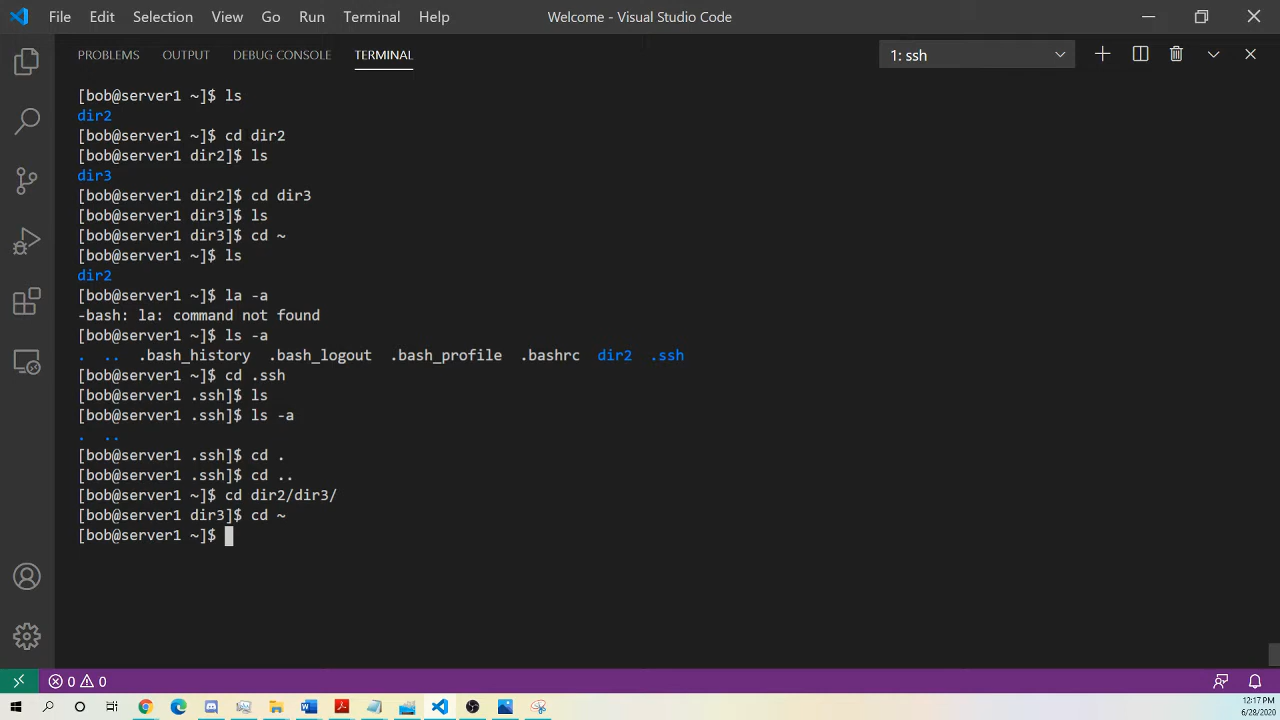 File Edit Selection View Go Run Terminal Help Welcome - Visual Studio Code
PROBLEMS OUTPUT DEBUG CONSOLE TERMINAL 1: ssh
[bob@server1 ~]$ ls
dir2
[bob@server1 ~]$ cd dir2
[bob@server1 dir2]$ ls
dir3
[bob@server1 dir2]$ cd dir3
[bob@server1 dir3]$ ls
[bob@server1 dir3]$ cd ~
[bob@server1 ~]$ ls
dir2
[bob@server1 ~]$ la -a
-bash: la: command not found
[bob@server1 ~]$ ls -a
. .. .bash_history .bash_logout .bash_profile .bashrc dir2 .ssh
[bob@server1 ~]$ cd .ssh
[bob@server1 .ssh]$ ls
[bob@server1 .ssh]$ ls -a
. ..
[bob@server1 .ssh]$ cd .
[bob@server1 .ssh]$ cd ..
[bob@server1 ~]$ cd dir2/dir3/
[bob@server1 dir3]$ cd ~
[bob@server1 ~]$
0 0
12:17 PM
6/28/2020